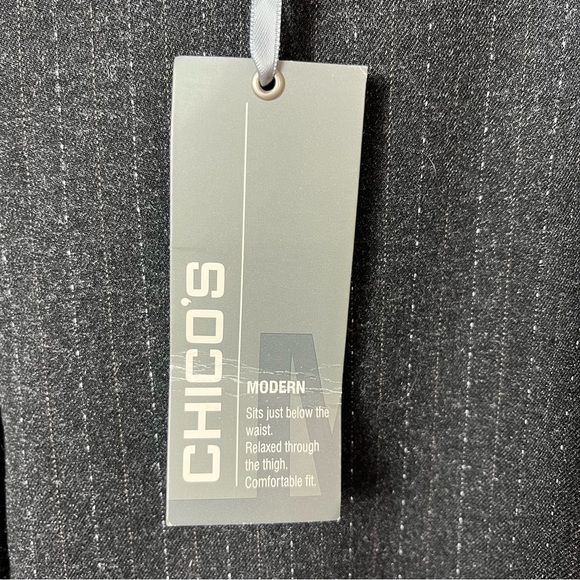 CHICO'S
MODERN
Sits just below the
waist.
Relaxed through
the thigh.
Comfortable fit.
M